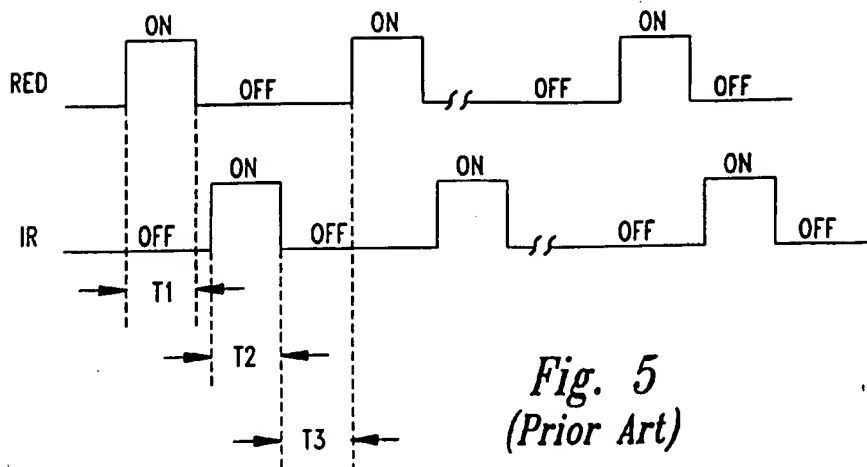 ON ON ON
RED OFF OFF OFF
ON ON ON
IR OFF OFF OFF OFF
T1
T2
T3
Fig. 5
(Prior Art)